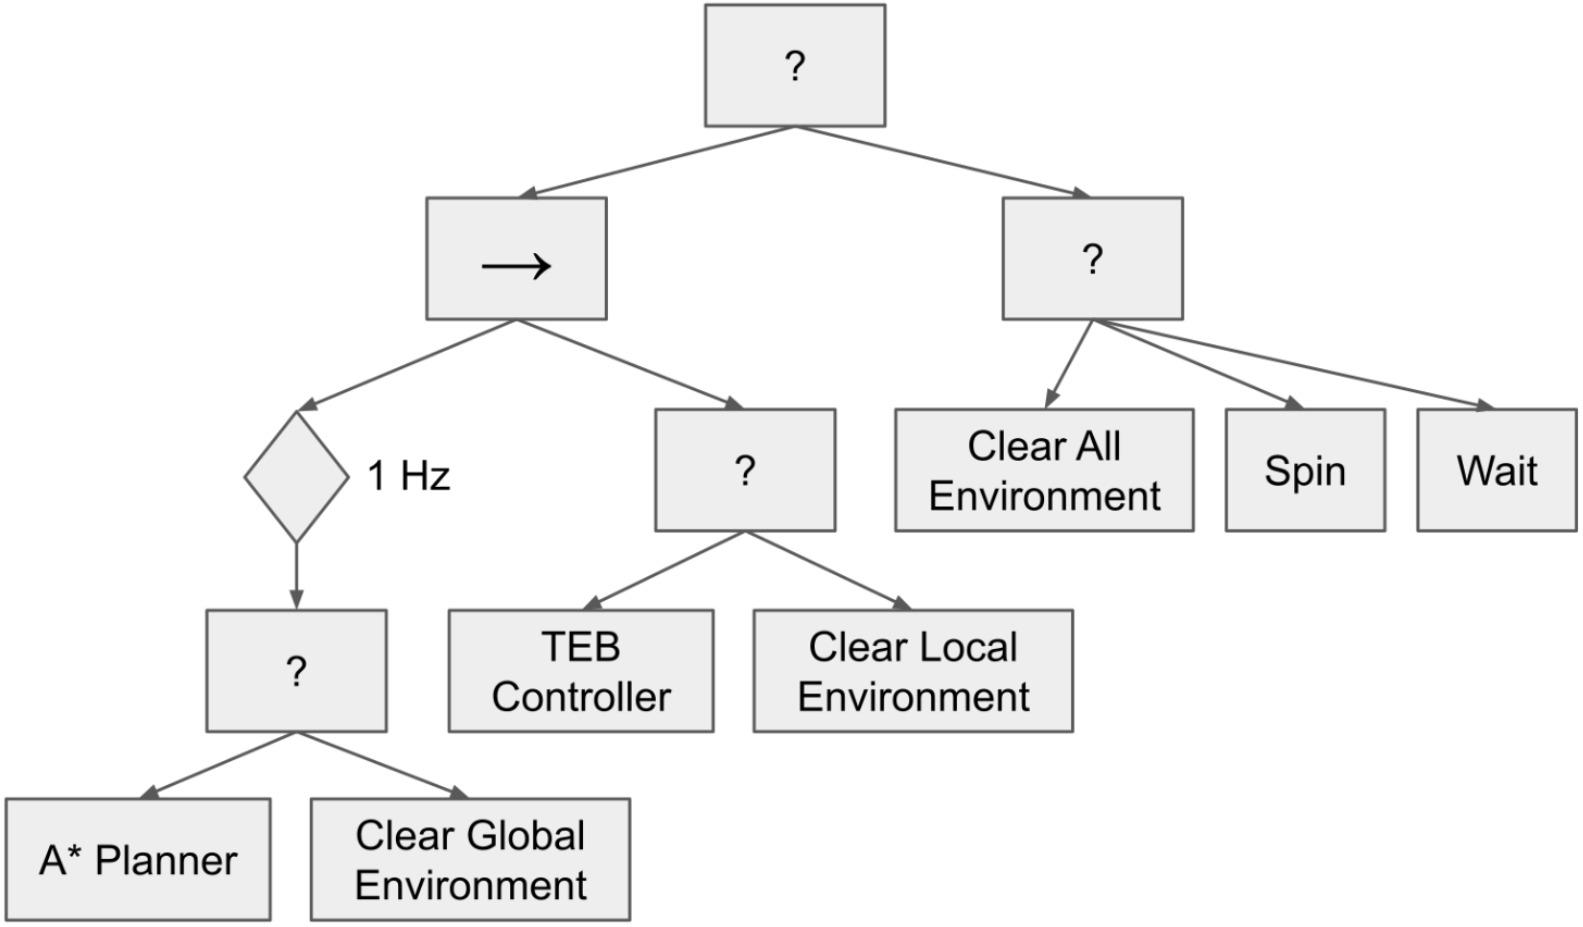 ?
→
?
1 Hz
?
Clear All
Environment
Spin
Wait
?
TEB
Controller
Clear Local
Environment
A* Planner
Clear Global
Environment